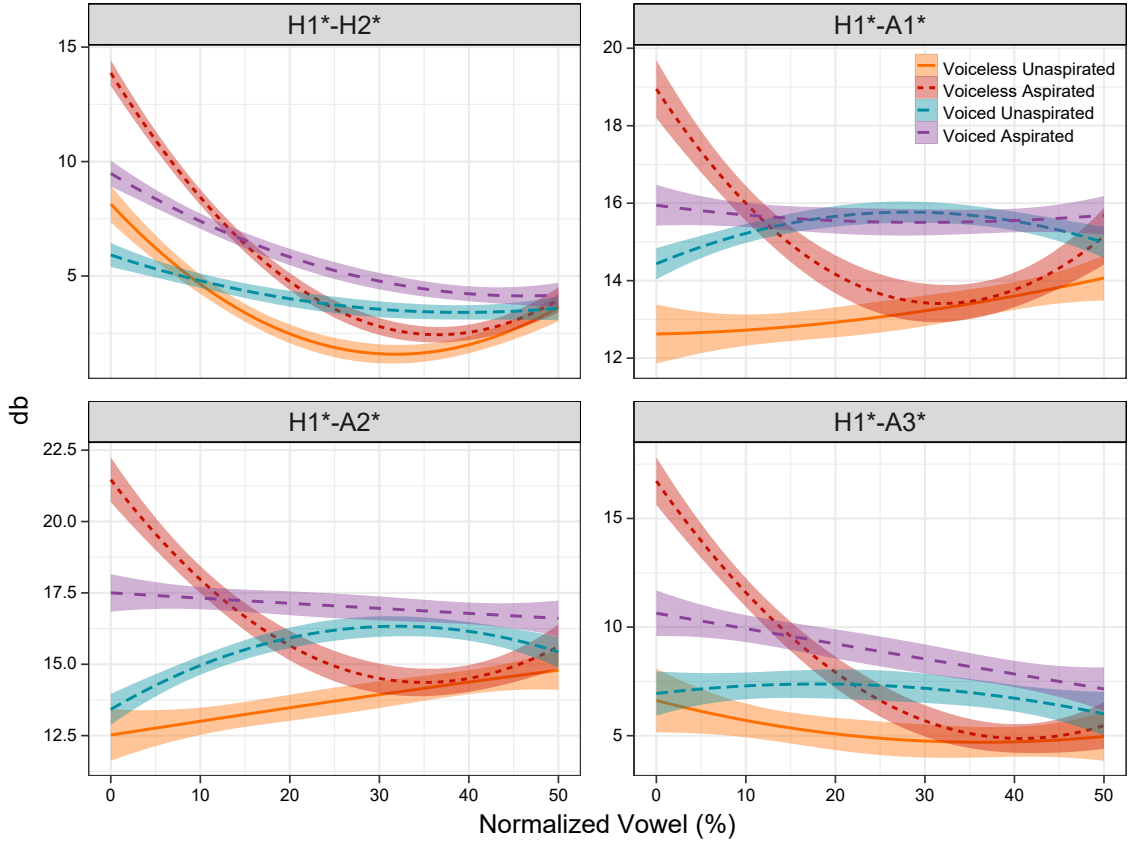 H1*-H2*
H1*-A1*
15
10
5
20
18
16
14
12
Voiceless Unaspirated
Voiceless Aspirated
Voiced Unaspirated
Voiced Aspirated
db
H1*-A2*
H1*-A3*
22.5
20.0
17.5
15.0
12.5
15
10
5
0 10 20 30 40 50
0 10 20 30 40 50
Normalized Vowel (%)